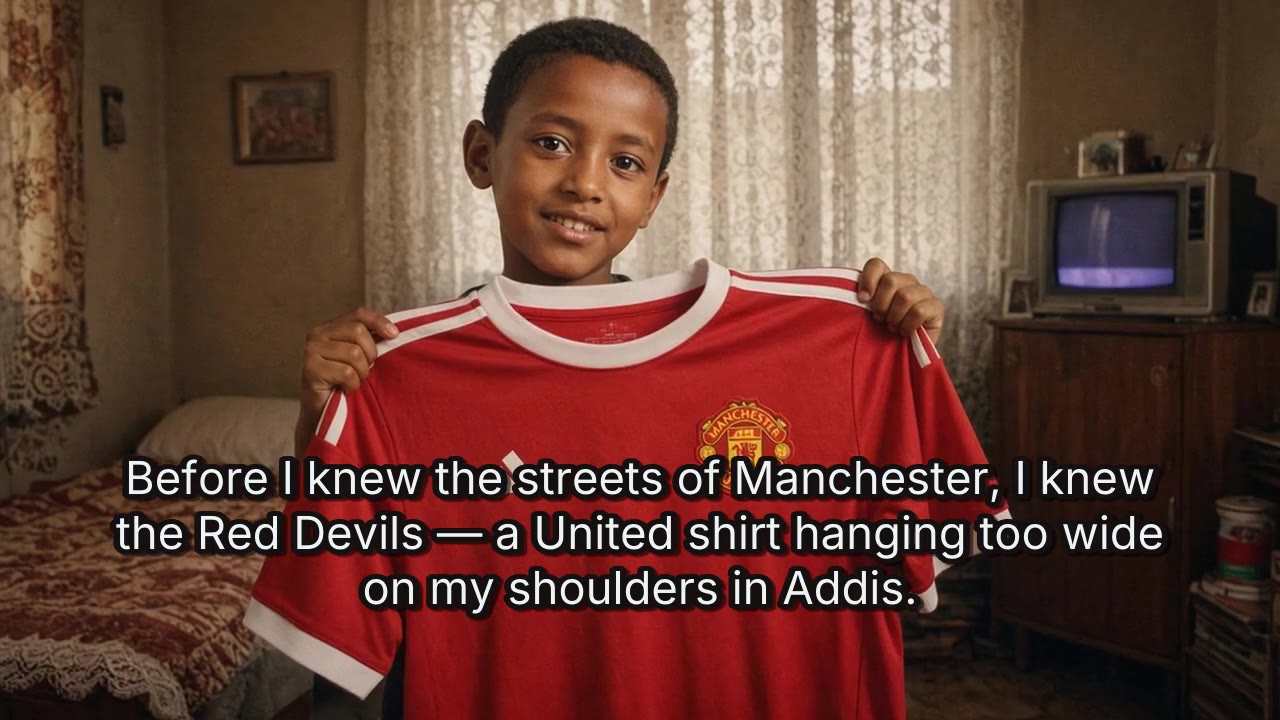 MANCHESTER
Before I knew the streets of Manchester, I knew
the Red Devils — a United shirt hanging too wide
on my shoulders in Addis.